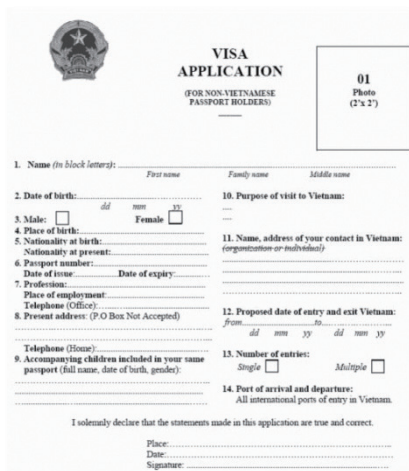 VISA
APPLICATION
(FOR NON-VIETNAMESE
PASSPORT HOLDERS)
01
Photo
(2'x 2')
1. Name (in block letters):
First name Family name Middle name
2. Date of birth:
dd mm yy
3. Male: Female
4. Place of birth:
5. Nationality at birth:
Nationality at present:
6. Passport number:
Date of issue: Date of expiry:
7. Profession:
Place of employment:
Telephone (Office):
8. Present address: (P.O Box Not Accepted)
Telephone (Home):
9. Accompanying children included in your same
passport (full name, date of birth, gender):
10. Purpose of visit to Vietnam:
....
....
11. Name, address of your contact in Vietnam:
(organization or individual)
12. Proposed date of entry and exit Vietnam:
from to
dd mm yy dd mm yy
13. Number of entries:
Single Multiple
14. Port of arrival and departure:
All international ports of entry in Vietnam.
I solemnly declare that the statements made in this application are true and correct.
Place:
Date:
Signature: